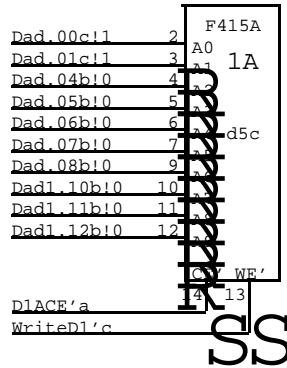 F415A
Dad.00c!1 2 A0
1A
Dad.01c!1 3 A1
Dad.04b!0 4
Dad.05b!0 5
Dad.06b!0 6 d5c
Dad.07b!0 7
Dad.08b!0 9
Dad1.10b!0 10
Dad1.11b!0 11
Dad1.12b!0 12
WE'
14 13
D1ACE'a
WriteD1'c
SS